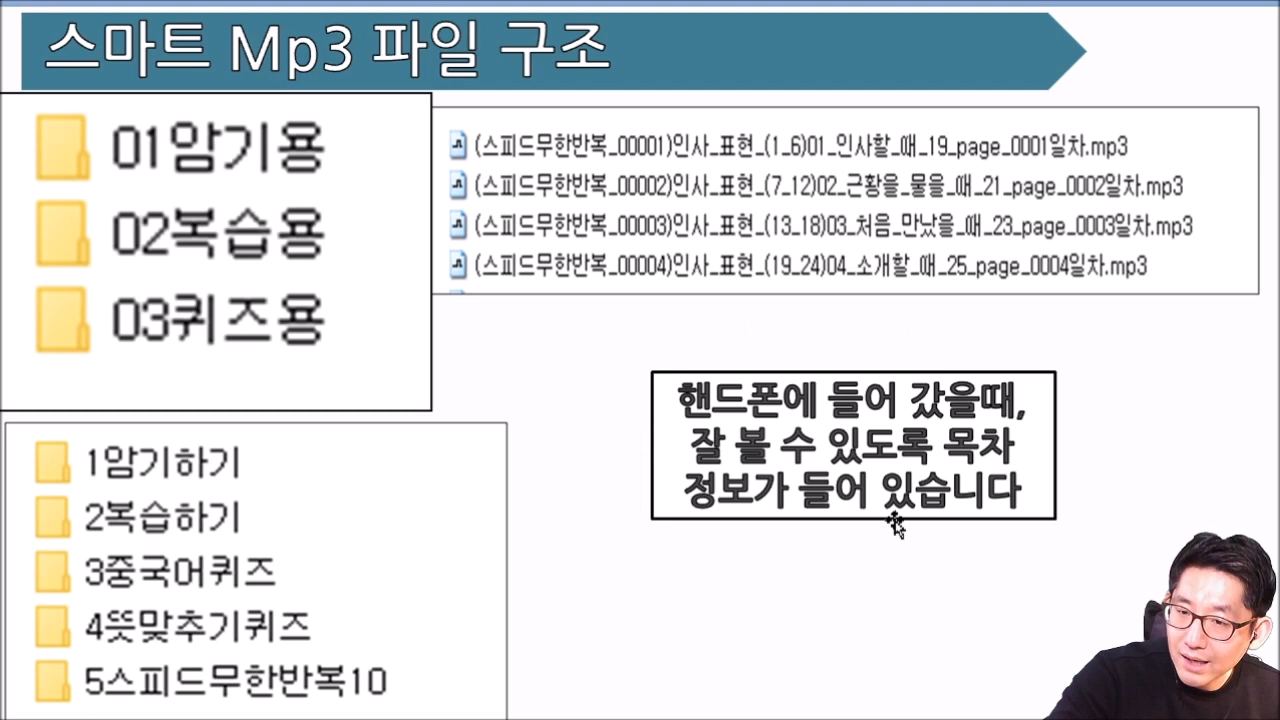 스마트 Mp3 파일 구조
01암기용
02복습용
03퀴즈용
(스피드무한반복_00001)인사_표현_(1_6)01_인사할_때_19_page_0001일차.mp3
(스피드무한반복_00002)인사_표현_(7_12)02_근황을_물을_때_21_page_0002일차.mp3
(스피드무한반복_00003)인사_표현_(13_18)03_처음_만났을_때_23_page_0003일차.mp3
(스피드무한반복_00004)인사_표현_(19_24)04_소개할_때_25_page_0004일차.mp3
핸드폰에 들어 갔을때,
잘 볼 수 있도록 목차
정보가 들어 있습니다
1암기하기
2복습하기
3중국어퀴즈
4뜻맞추기퀴즈
5스피드무한반복10